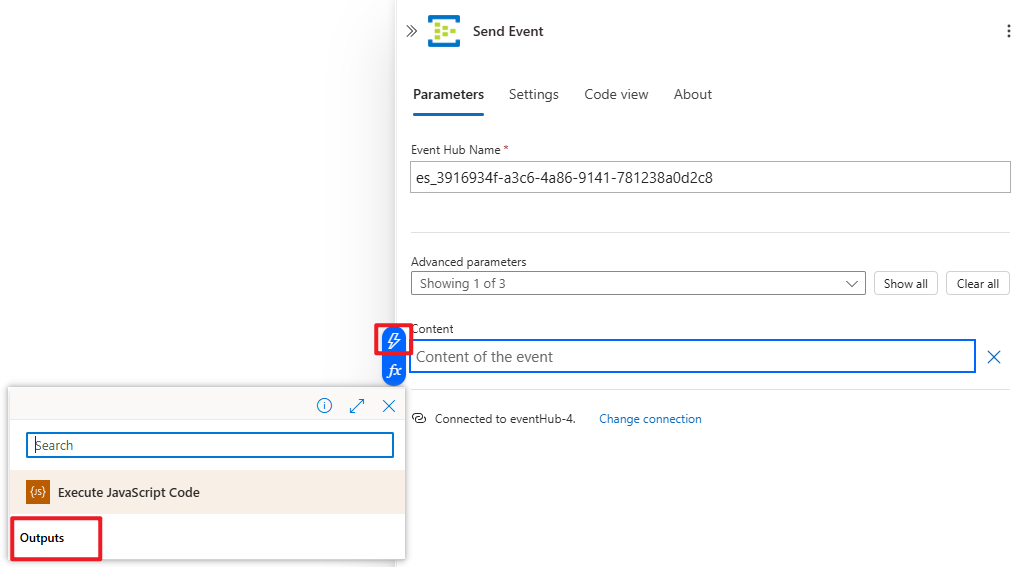 Send Event
Parameters Settings Code view About
Event Hub Name *
es_3916934f-a3c6-4a86-9141-781238a0d2c8
Advanced parameters
Showing 1 of 3 Show all Clear all
Content
Content of the event
fx
Connected to eventHub-4. Change connection
Search
{JS} Execute JavaScript Code
Outputs